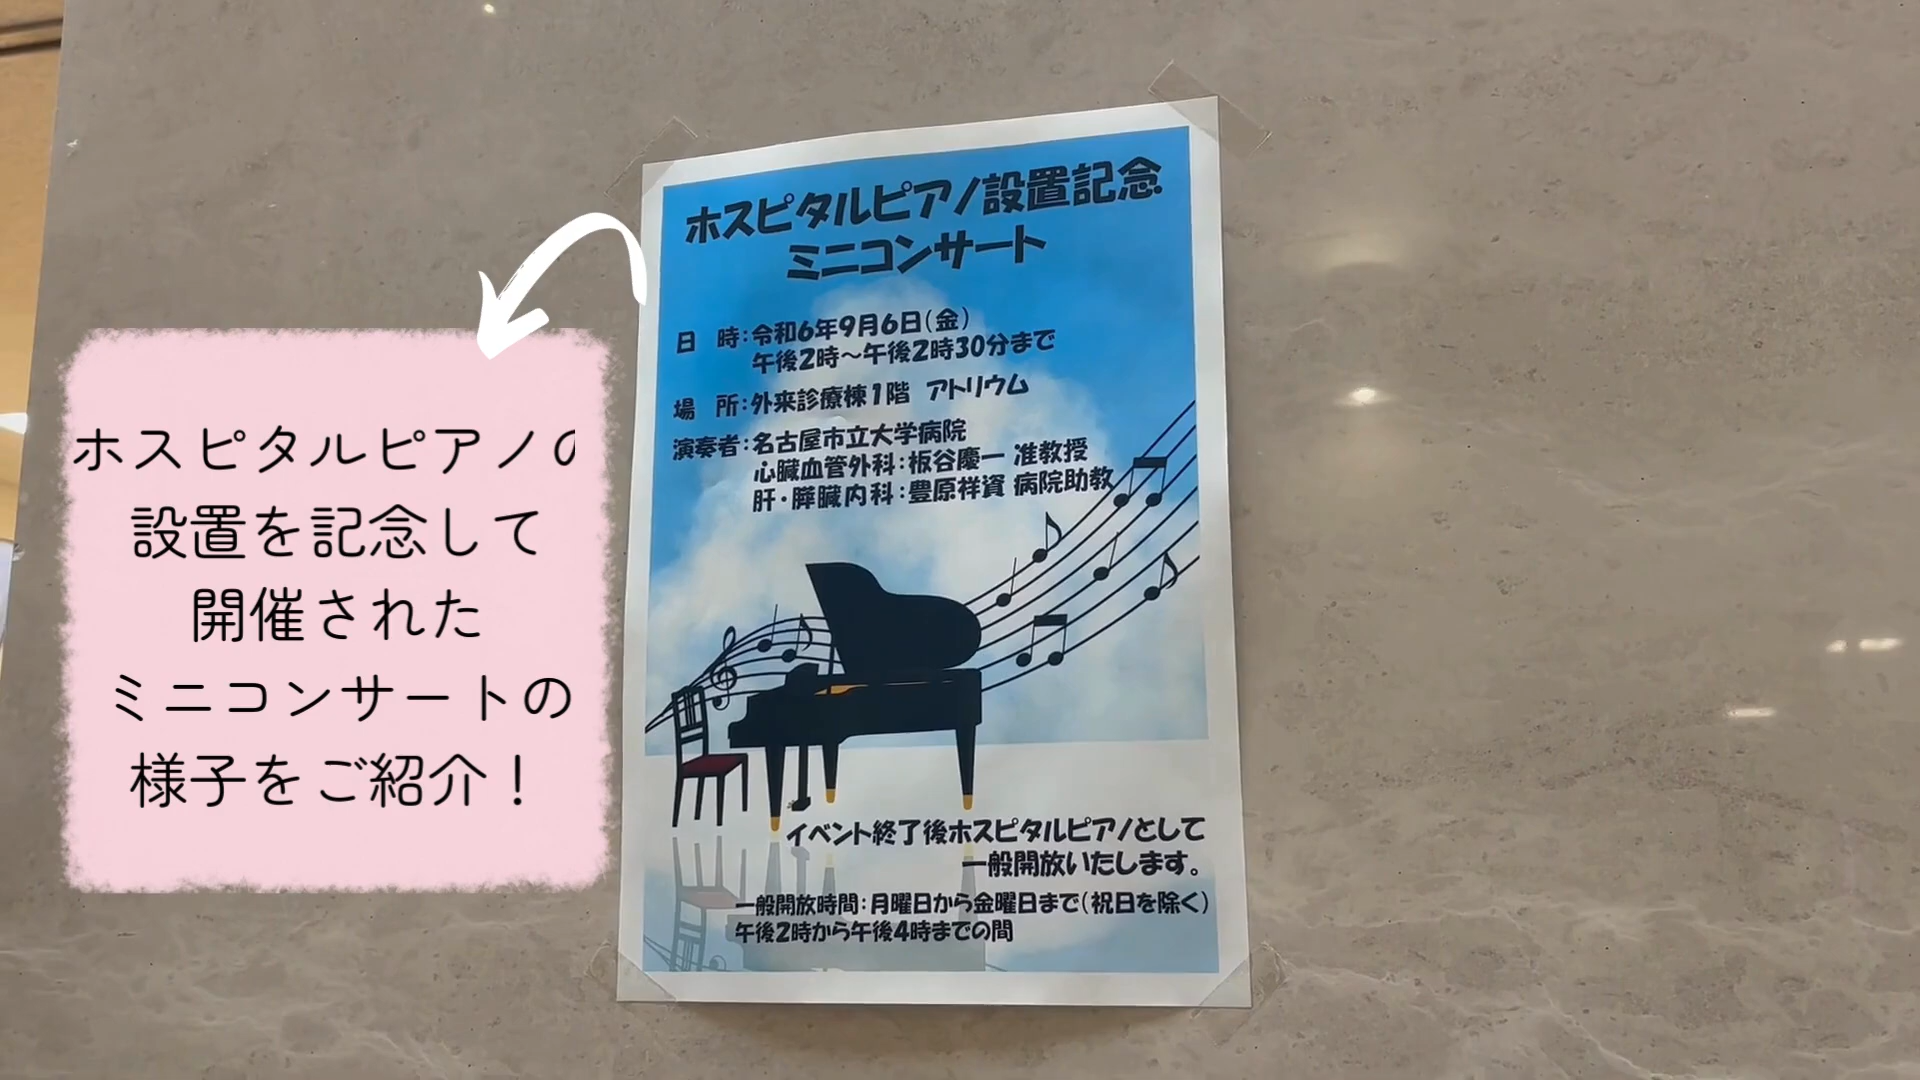 ホスピタルピアノの
設置を記念して
開催された
ミニコンサートの
様子をご紹介！
ホスピタルピアノ設置記念
ミニコンサート
日　時：令和6年9月6日（金）
午後2時～午後2時30分まで
場　所：外来診療棟1階　アトリウム
演奏者：名古屋市立大学病院
心臓血管外科：板谷慶一 准教授
肝・膵臓内科：豊原祥資 病院助教
イベント終了後ホスピタルピアノとして
一般開放いたします。
一般開放時間：月曜日から金曜日まで（祝日を除く）
午後2時から午後4時までの間